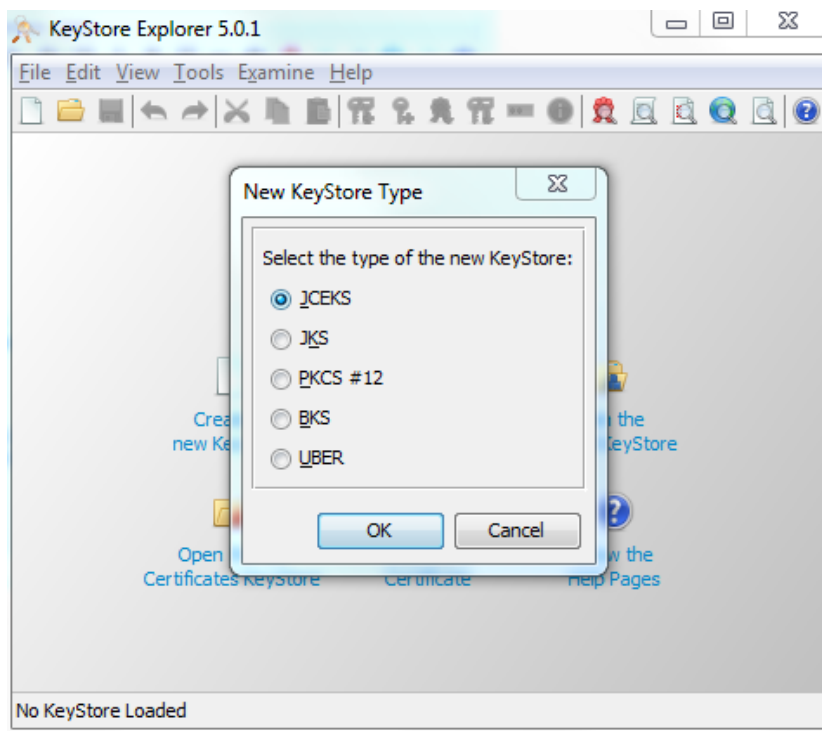 KeyStore Explorer 5.0.1
File Edit View Tools Examine Help
New KeyStore Type
Select the type of the new KeyStore:
JCEKS
JKS
PKCS #12
BKS
UBER
OK Cancel
the
new
KeyStore
Open
the
Certificates KeyStore Certificate Help Pages
No KeyStore Loaded